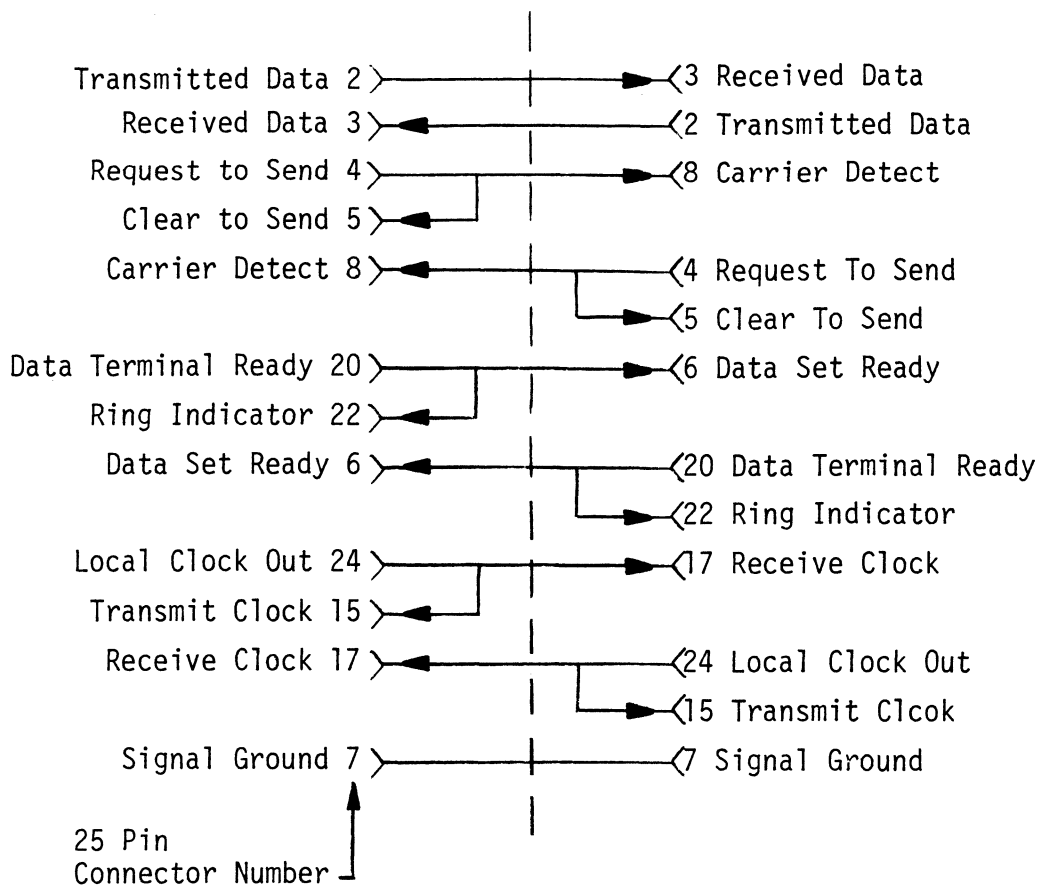 Transmitted Data 2 3 Received Data
Received Data 3 2 Transmitted Data
Request to Send 4 8 Carrier Detect
Clear to Send 5
Carrier Detect 8 4 Request To Send
5 Clear To Send
Data Terminal Ready 20 6 Data Set Ready
Ring Indicator 22
Data Set Ready 6 20 Data Terminal Ready
22 Ring Indicator
Local Clock Out 24 17 Receive Clock
Transmit Clock 15
Receive Clock 17 24 Local Clock Out
15 Transmit Clcok
Signal Ground 7 7 Signal Ground
25 Pin
Connector Number